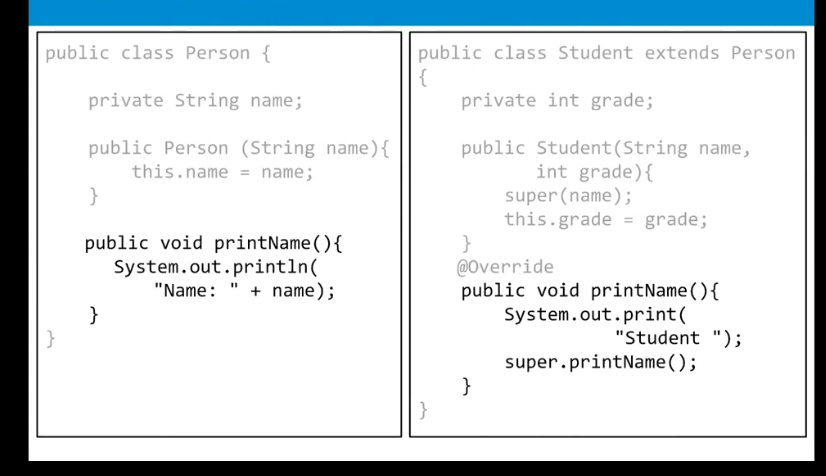 public class Person {
private String name;
public Person (String name){
this.name = name;
}
public void printName(){
System.out.println(
"Name: " + name);
}
}
public class Student extends Person
{
private int grade;
public Student(String name,
int grade){
super(name);
this.grade = grade;
}
@Override
public void printName(){
System.out.print(
"Student ");
super.printName();
}
}